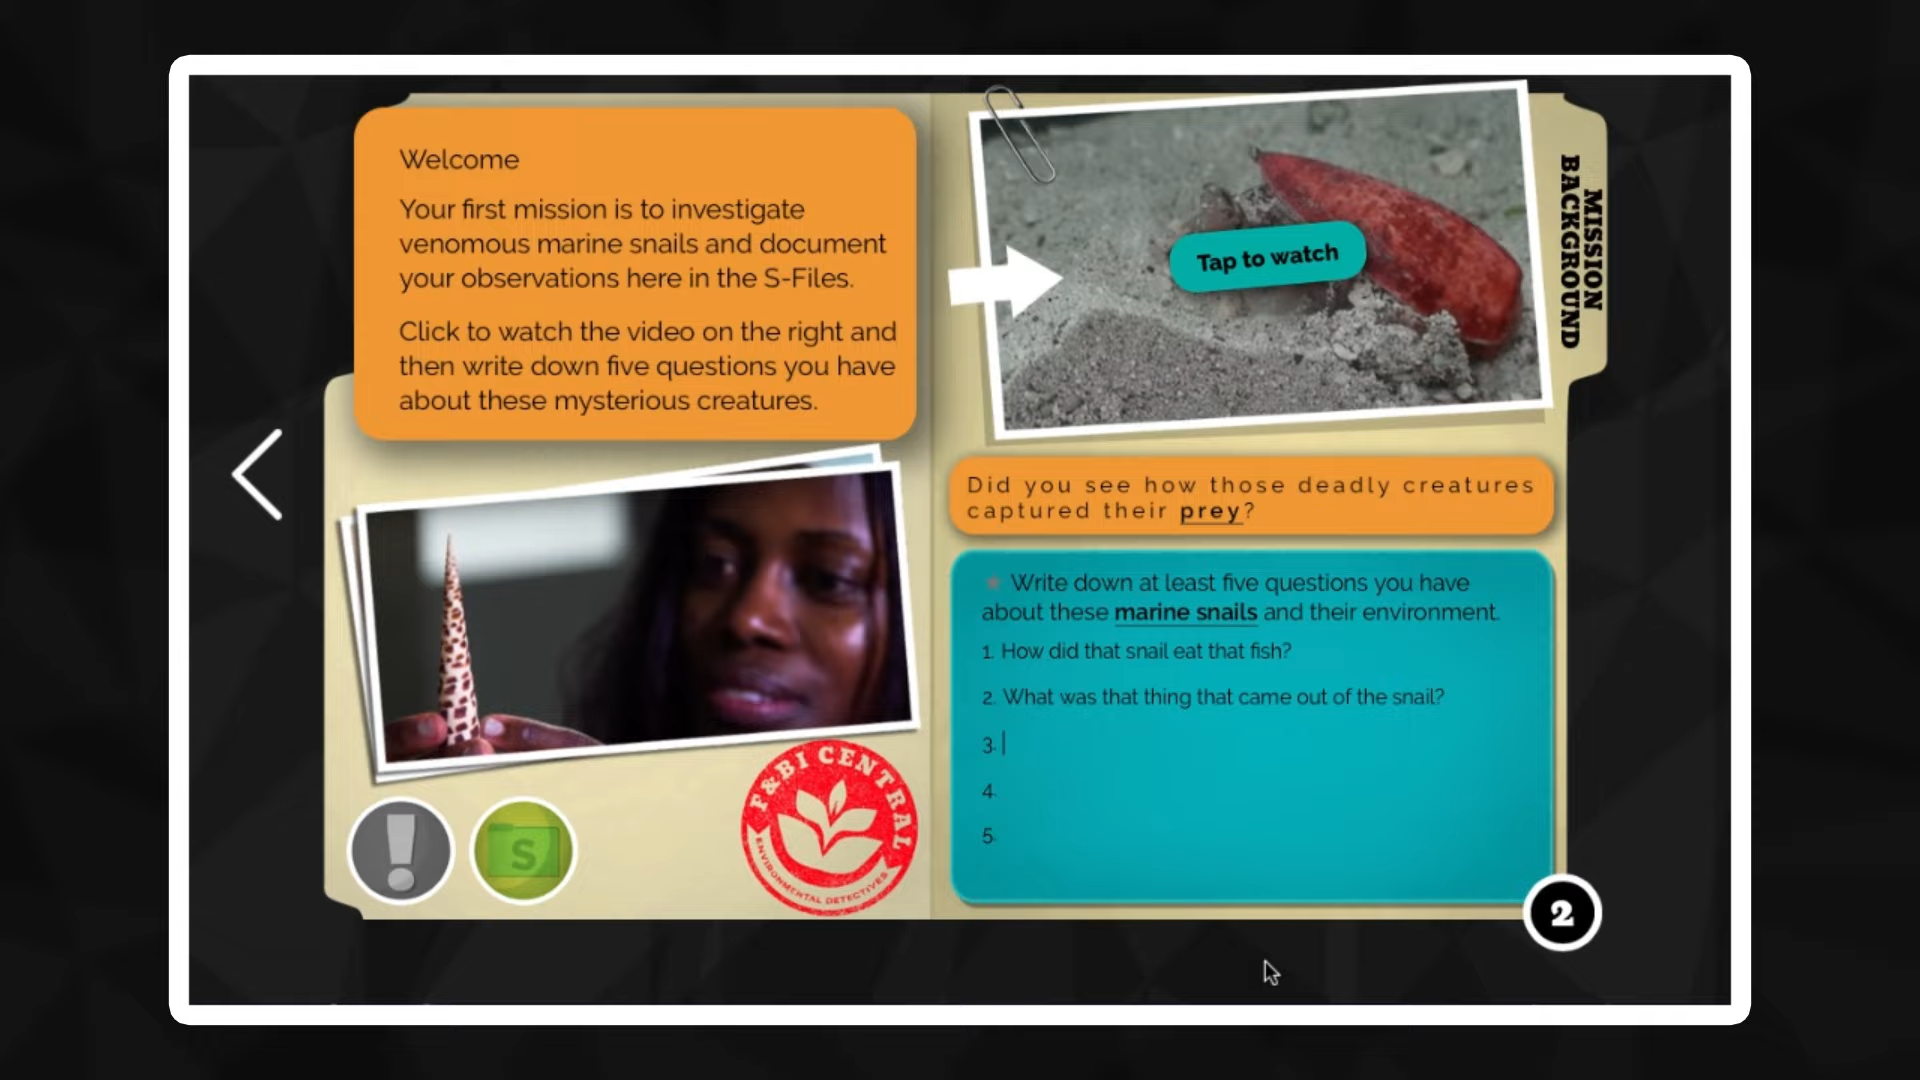 Welcome
Your first mission is to investigate
venomous marine snails and document
your observations here in the S-Files.
Click to watch the video on the right and
then write down five questions you have
about these mysterious creatures.
Tap to watch
MISSION
BACKGROUND
Did you see how those deadly creatures
captured their prey?
Write down at least five questions you have
about these marine snails and their environment.
1. How did that snail eat that fish?
2. What was that thing that came out of the snail?
3.
4.
5.
S
P&BI CENTRAL
ENVIRONMENTAL DETECTIVES
2